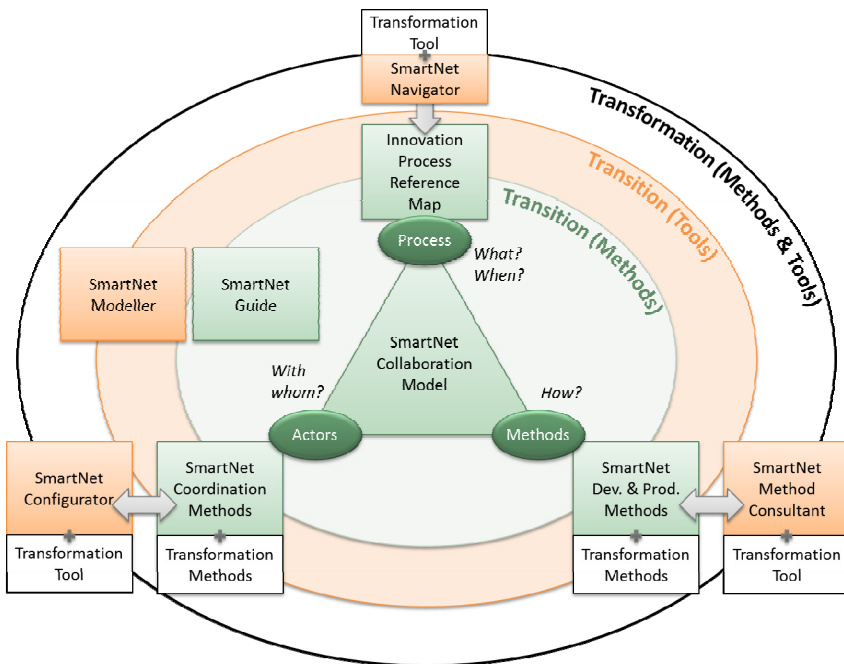 Transformation
Tool
SmartNet
Navigator
Transformation (Methods & Tools)
Transition (Tools)
Transition (Methods)
Innovation
Process
Reference
Map
Process
What?
When?
SmartNet
Modeller
SmartNet
Guide
SmartNet
Collaboration
Model
With
whom?
How?
Actors
Methods
SmartNet
Configurator
SmartNet
Coordination
Methods
SmartNet
Dev. & Prod.
Methods
SmartNet
Method
Consultant
Transformation
Tool
Transformation
Methods
Transformation
Methods
Transformation
Tool